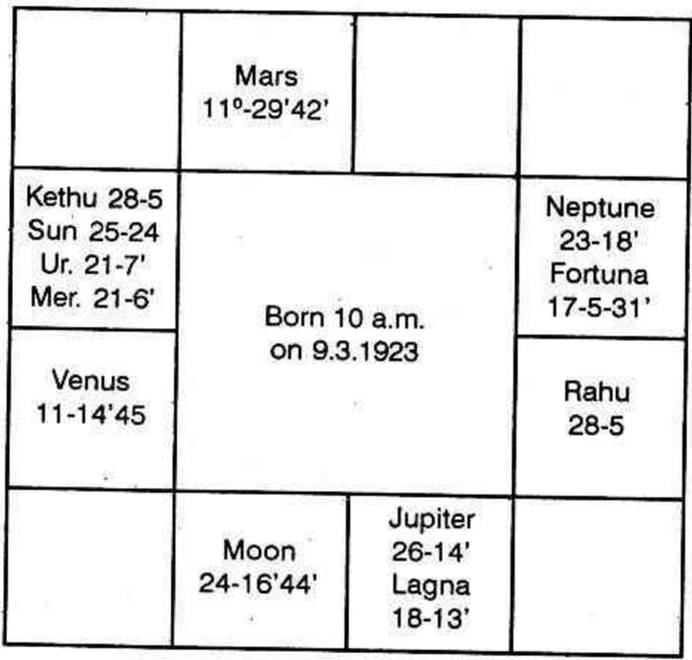 Mars
11º-29'42'
Kethu 28-5
Sun 25-24
Ur. 21-7'
Mer. 21-6'
Neptune
23-18'
Fortuna
17-5-31'
Born 10 a.m.
on 9.3.1923
Venus
11-14'45
Rahu
28-5
Moon
24-16'44'
Jupiter
26-14'
Lagna
18-13'